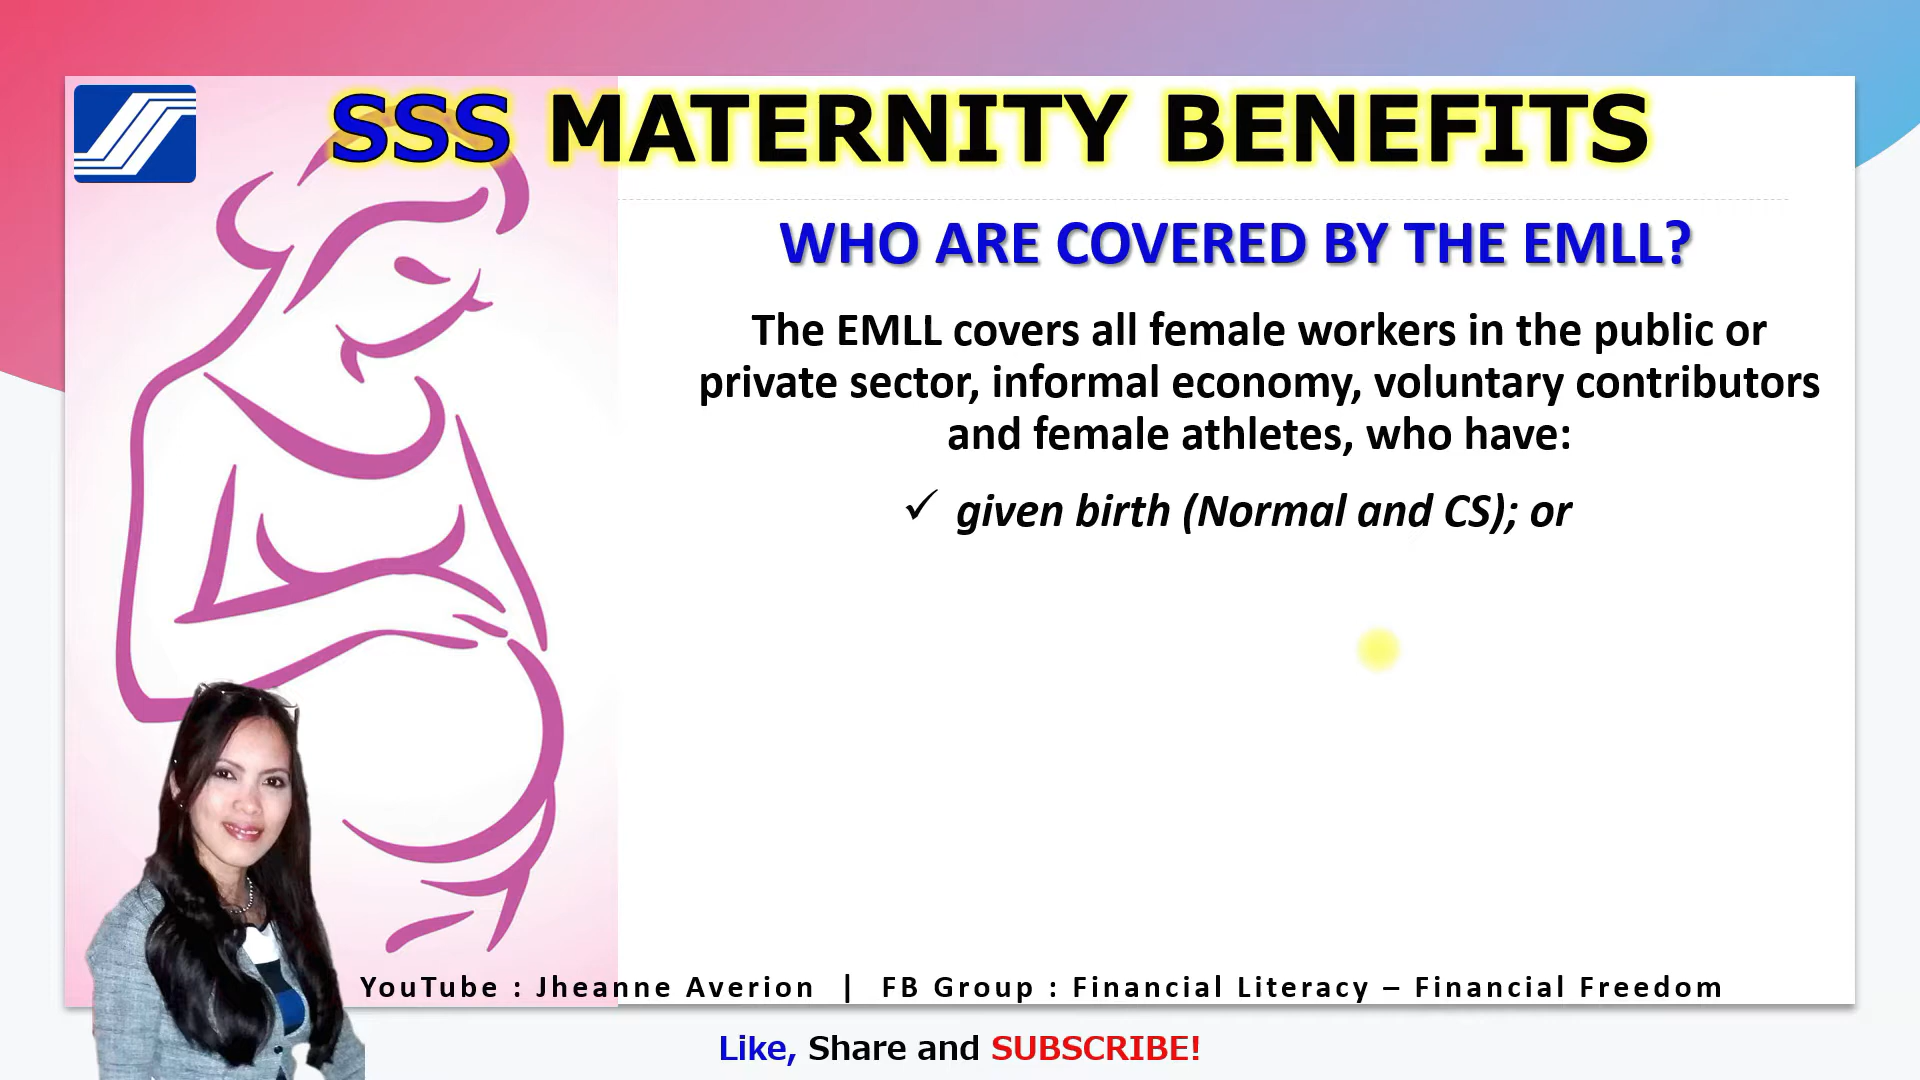 SSS MATERNITY BENEFITS
WHO ARE COVERED BY THE EMLL?
The EMLL covers all female workers in the public or
private sector, informal economy, voluntary contributors
and female athletes, who have:
✓ given birth (Normal and CS); or
YouTube : Jheanne Averion | FB Group : Financial Literacy – Financial Freedom
Like, Share and SUBSCRIBE!